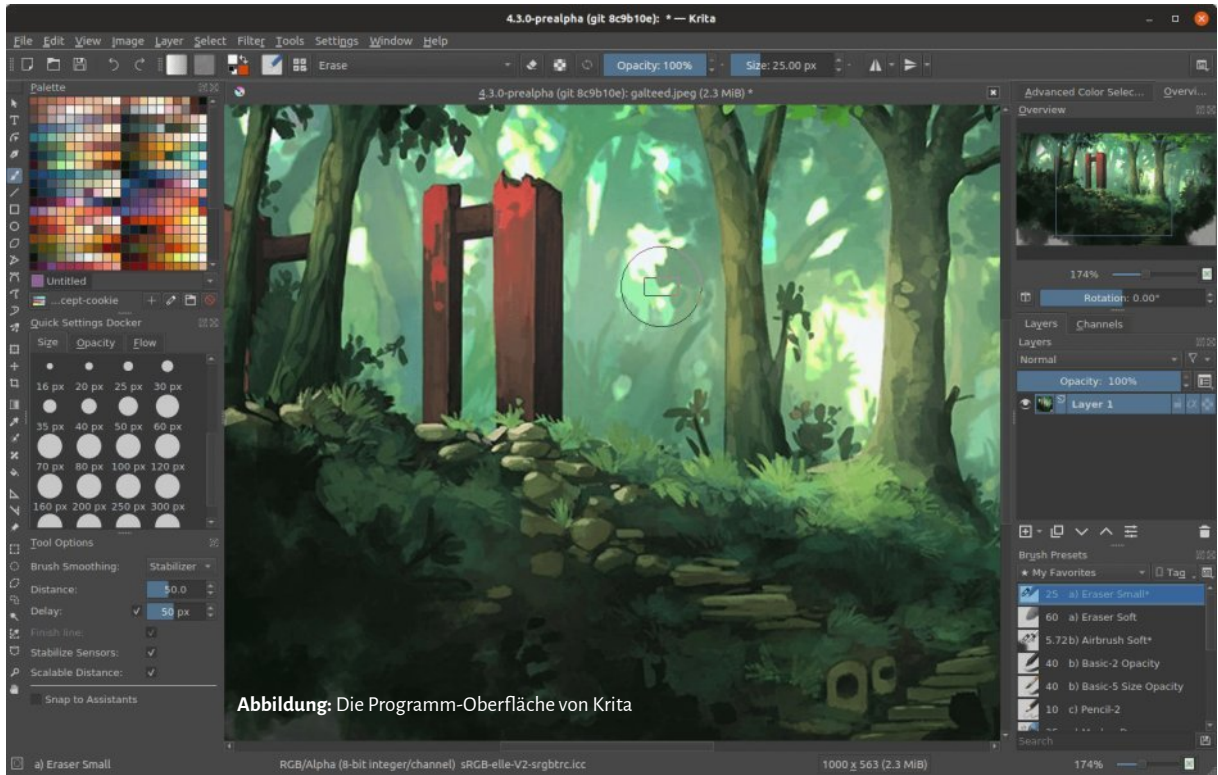 4.3.0-prealpha (git 8c9b10e): * — Krita
File Edit View Image Layer Select Filter Tools Settings Window Help
Erase Opacity: 100% Size: 25.00 px
Palette
4.3.0-prealpha (git 8c9b10e): galteed.jpeg (2.3 MiB) *
Advanced Color Selec... Overvi...
Overview
174%
Untitled
...cept-cookie
Rotation: 0.00°
Quick Settings Docker
Size Opacity Flow
16 px 20 px 25 px 30 px
35 px 40 px 50 px 60 px
70 px 80 px 100 px 120 px
160 px 200 px 250 px 300 px
Layers Channels
Layers
Normal
Opacity: 100%
Layer 1
Tool Options
Brush Smoothing: Stabilizer
Distance: 50.0
Delay: 50 px
Finish line:
Stabilize Sensors:
Scalable Distance:
Snap to Assistants
Brush Presets
★ My Favorites Tag
25 a) Eraser Small*
60 a) Eraser Soft
5.72 b) Airbrush Soft*
40 b) Basic-2 Opacity
40 b) Basic-5 Size Opacity
10 c) Pencil-2
Search
Abbildung: Die Programm-Oberfläche von Krita
a) Eraser Small RGB/Alpha (8-bit integer/channel) sRGB-elle-V2-srgbtrc.icc 1000 x 563 (2.3 MiB) 174%